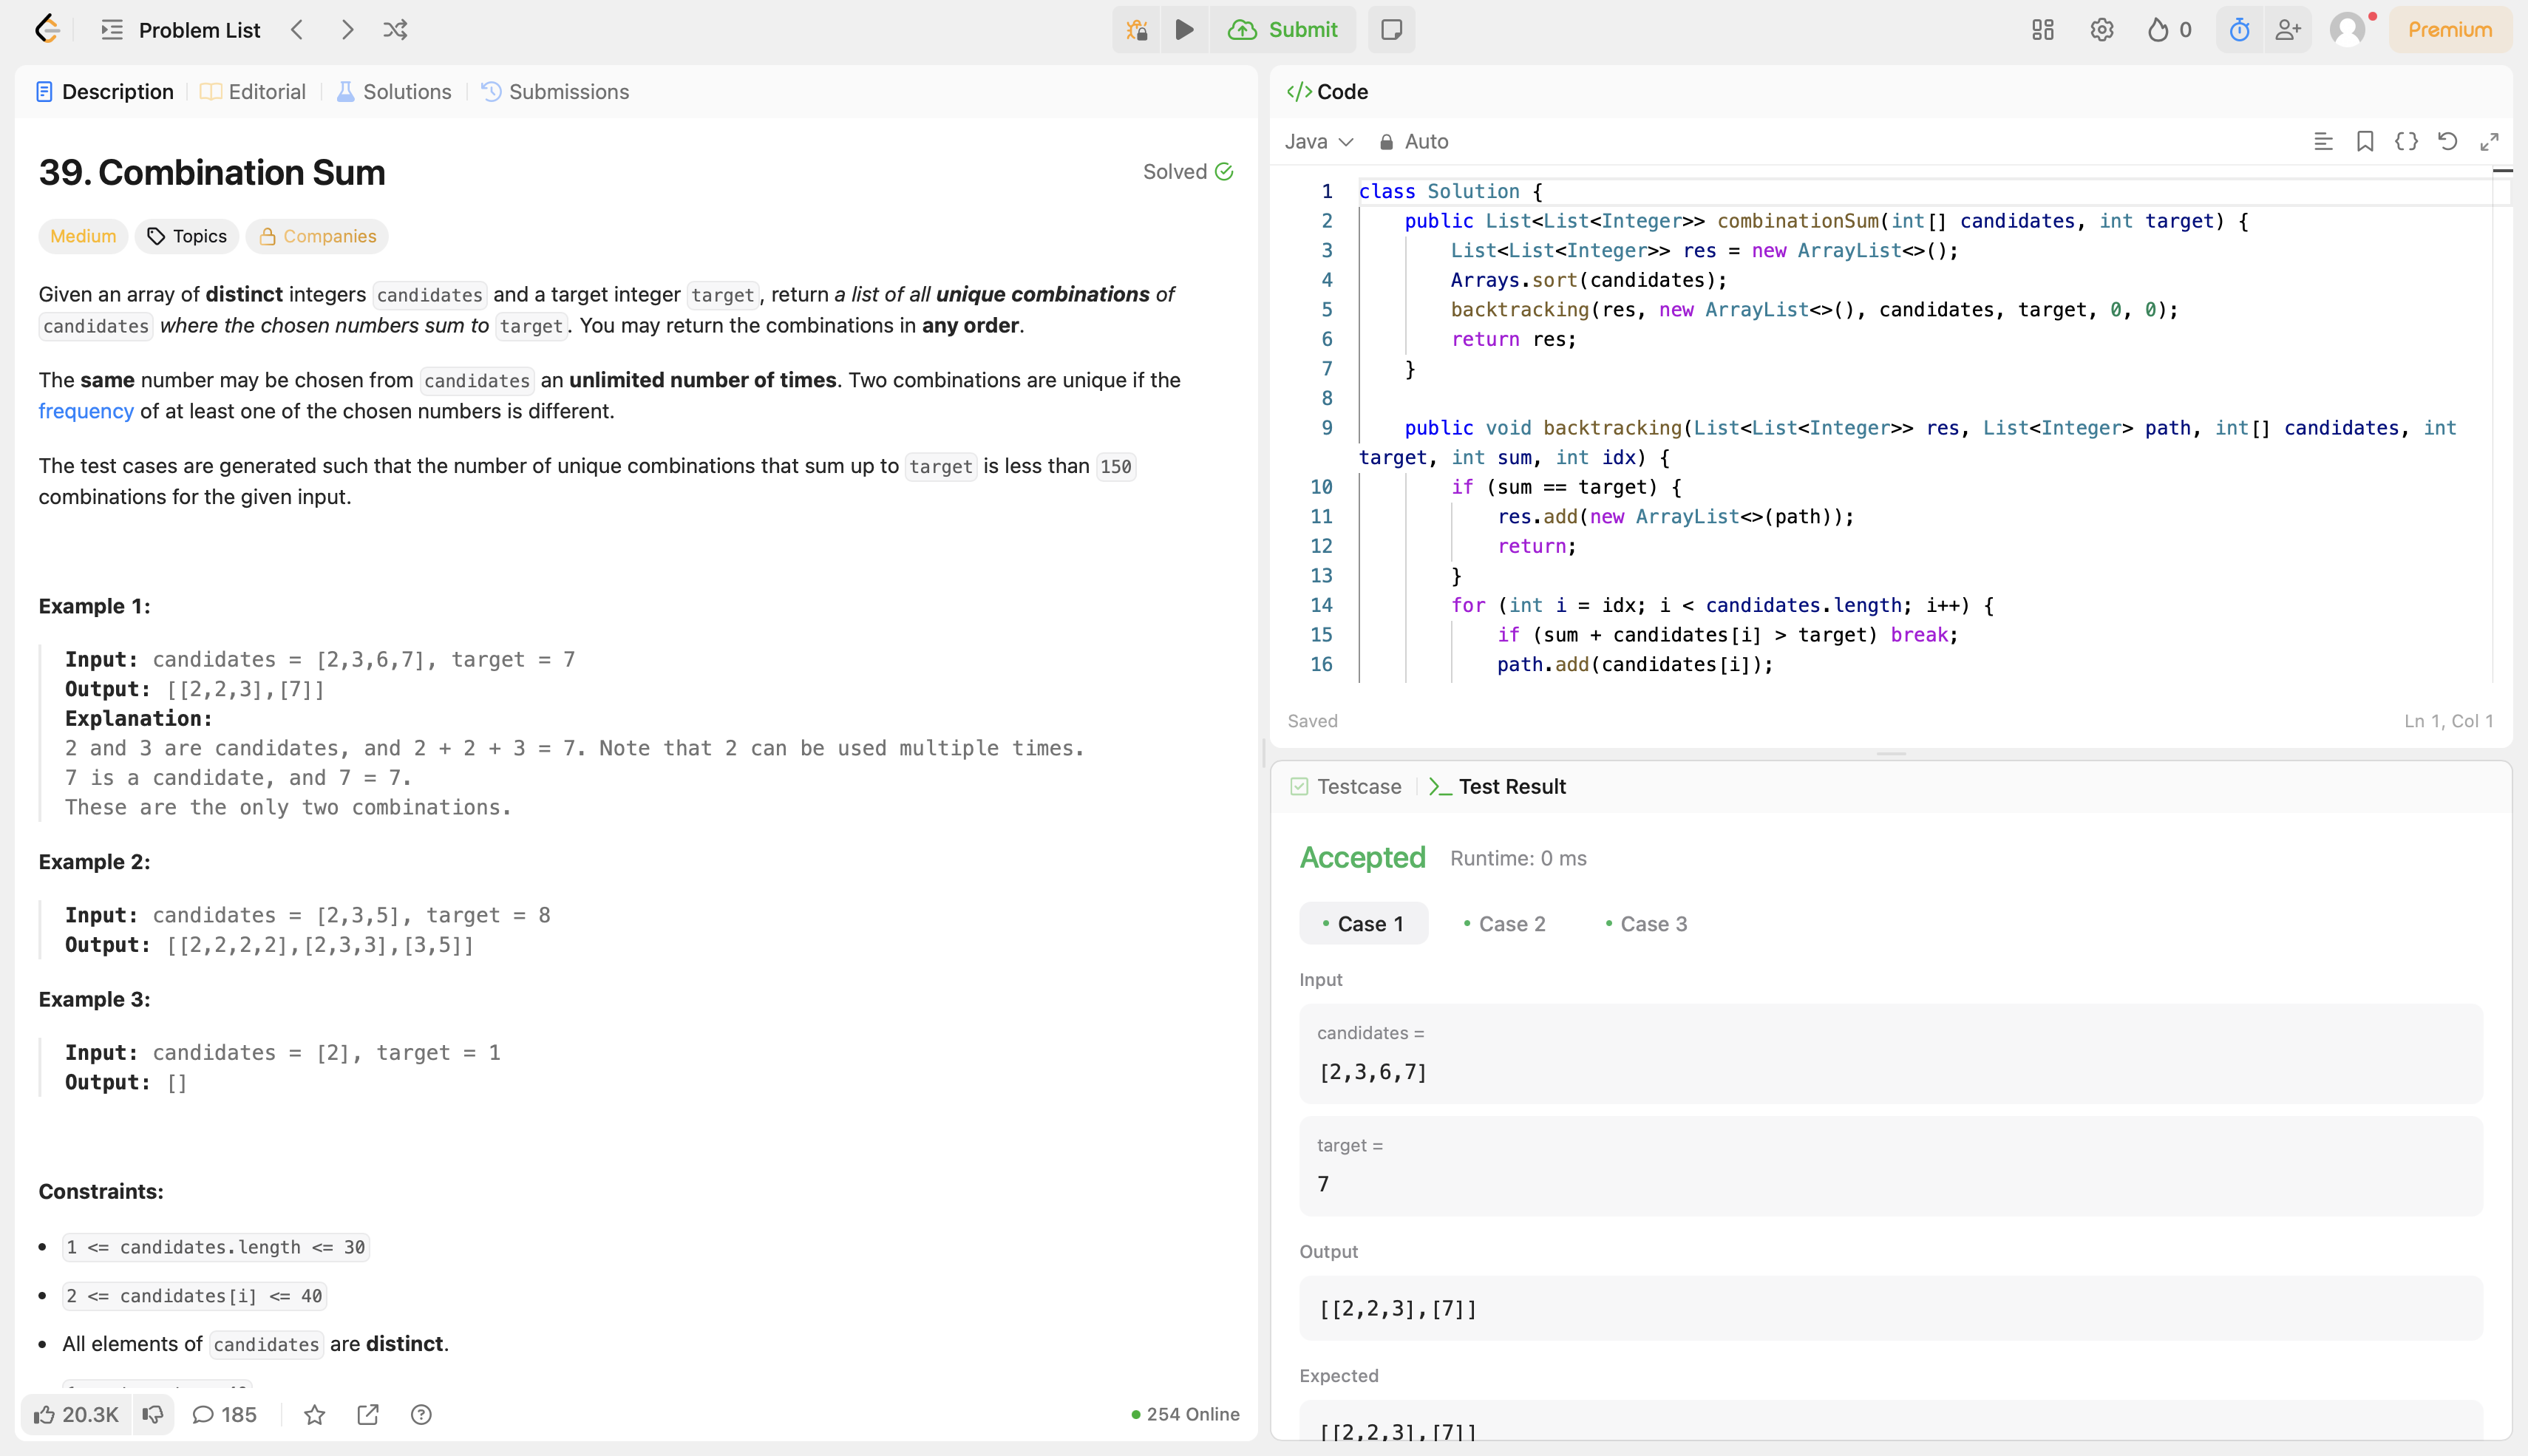 Problem List
Submit
0
Premium
Description
Editorial
Solutions
Submissions
39. Combination Sum
Solved
Medium
Topics
Companies
Given an array of distinct integers candidates and a target integer target, return a list of all unique combinations of
candidates where the chosen numbers sum to target. You may return the combinations in any order.
The same number may be chosen from candidates an unlimited number of times. Two combinations are unique if the
frequency of at least one of the chosen numbers is different.
The test cases are generated such that the number of unique combinations that sum up to target is less than 150
combinations for the given input.
Example 1:
Input: candidates = [2,3,6,7], target = 7
Output: [[2,2,3],[7]]
Explanation:
2 and 3 are candidates, and 2 + 2 + 3 = 7. Note that 2 can be used multiple times.
7 is a candidate, and 7 = 7.
These are the only two combinations.
Example 2:
Input: candidates = [2,3,5], target = 8
Output: [[2,2,2,2],[2,3,3],[3,5]]
Example 3:
Input: candidates = [2], target = 1
Output: []
Constraints:
1 <= candidates.length <= 30
2 <= candidates[i] <= 40
All elements of candidates are distinct.
20.3K
185
254 Online
</> Code
Java
Auto
1 class Solution {
2 public List<List<Integer>> combinationSum(int[] candidates, int target) {
3 List<List<Integer>> res = new ArrayList<>();
4 Arrays.sort(candidates);
5 backtracking(res, new ArrayList<>(), candidates, target, 0, 0);
6 return res;
7 }
8
9 public void backtracking(List<List<Integer>> res, List<Integer> path, int[] candidates, int
target, int sum, int idx) {
10 if (sum == target) {
11 res.add(new ArrayList<>(path));
12 return;
13 }
14 for (int i = idx; i < candidates.length; i++) {
15 if (sum + candidates[i] > target) break;
16 path.add(candidates[i]);
Saved
Ln 1, Col 1
Testcase
Test Result
Accepted
Runtime: 0 ms
Case 1
Case 2
Case 3
Input
candidates =
[2,3,6,7]
target =
7
Output
[[2,2,3],[7]]
Expected
[[2,2,3],[7]]